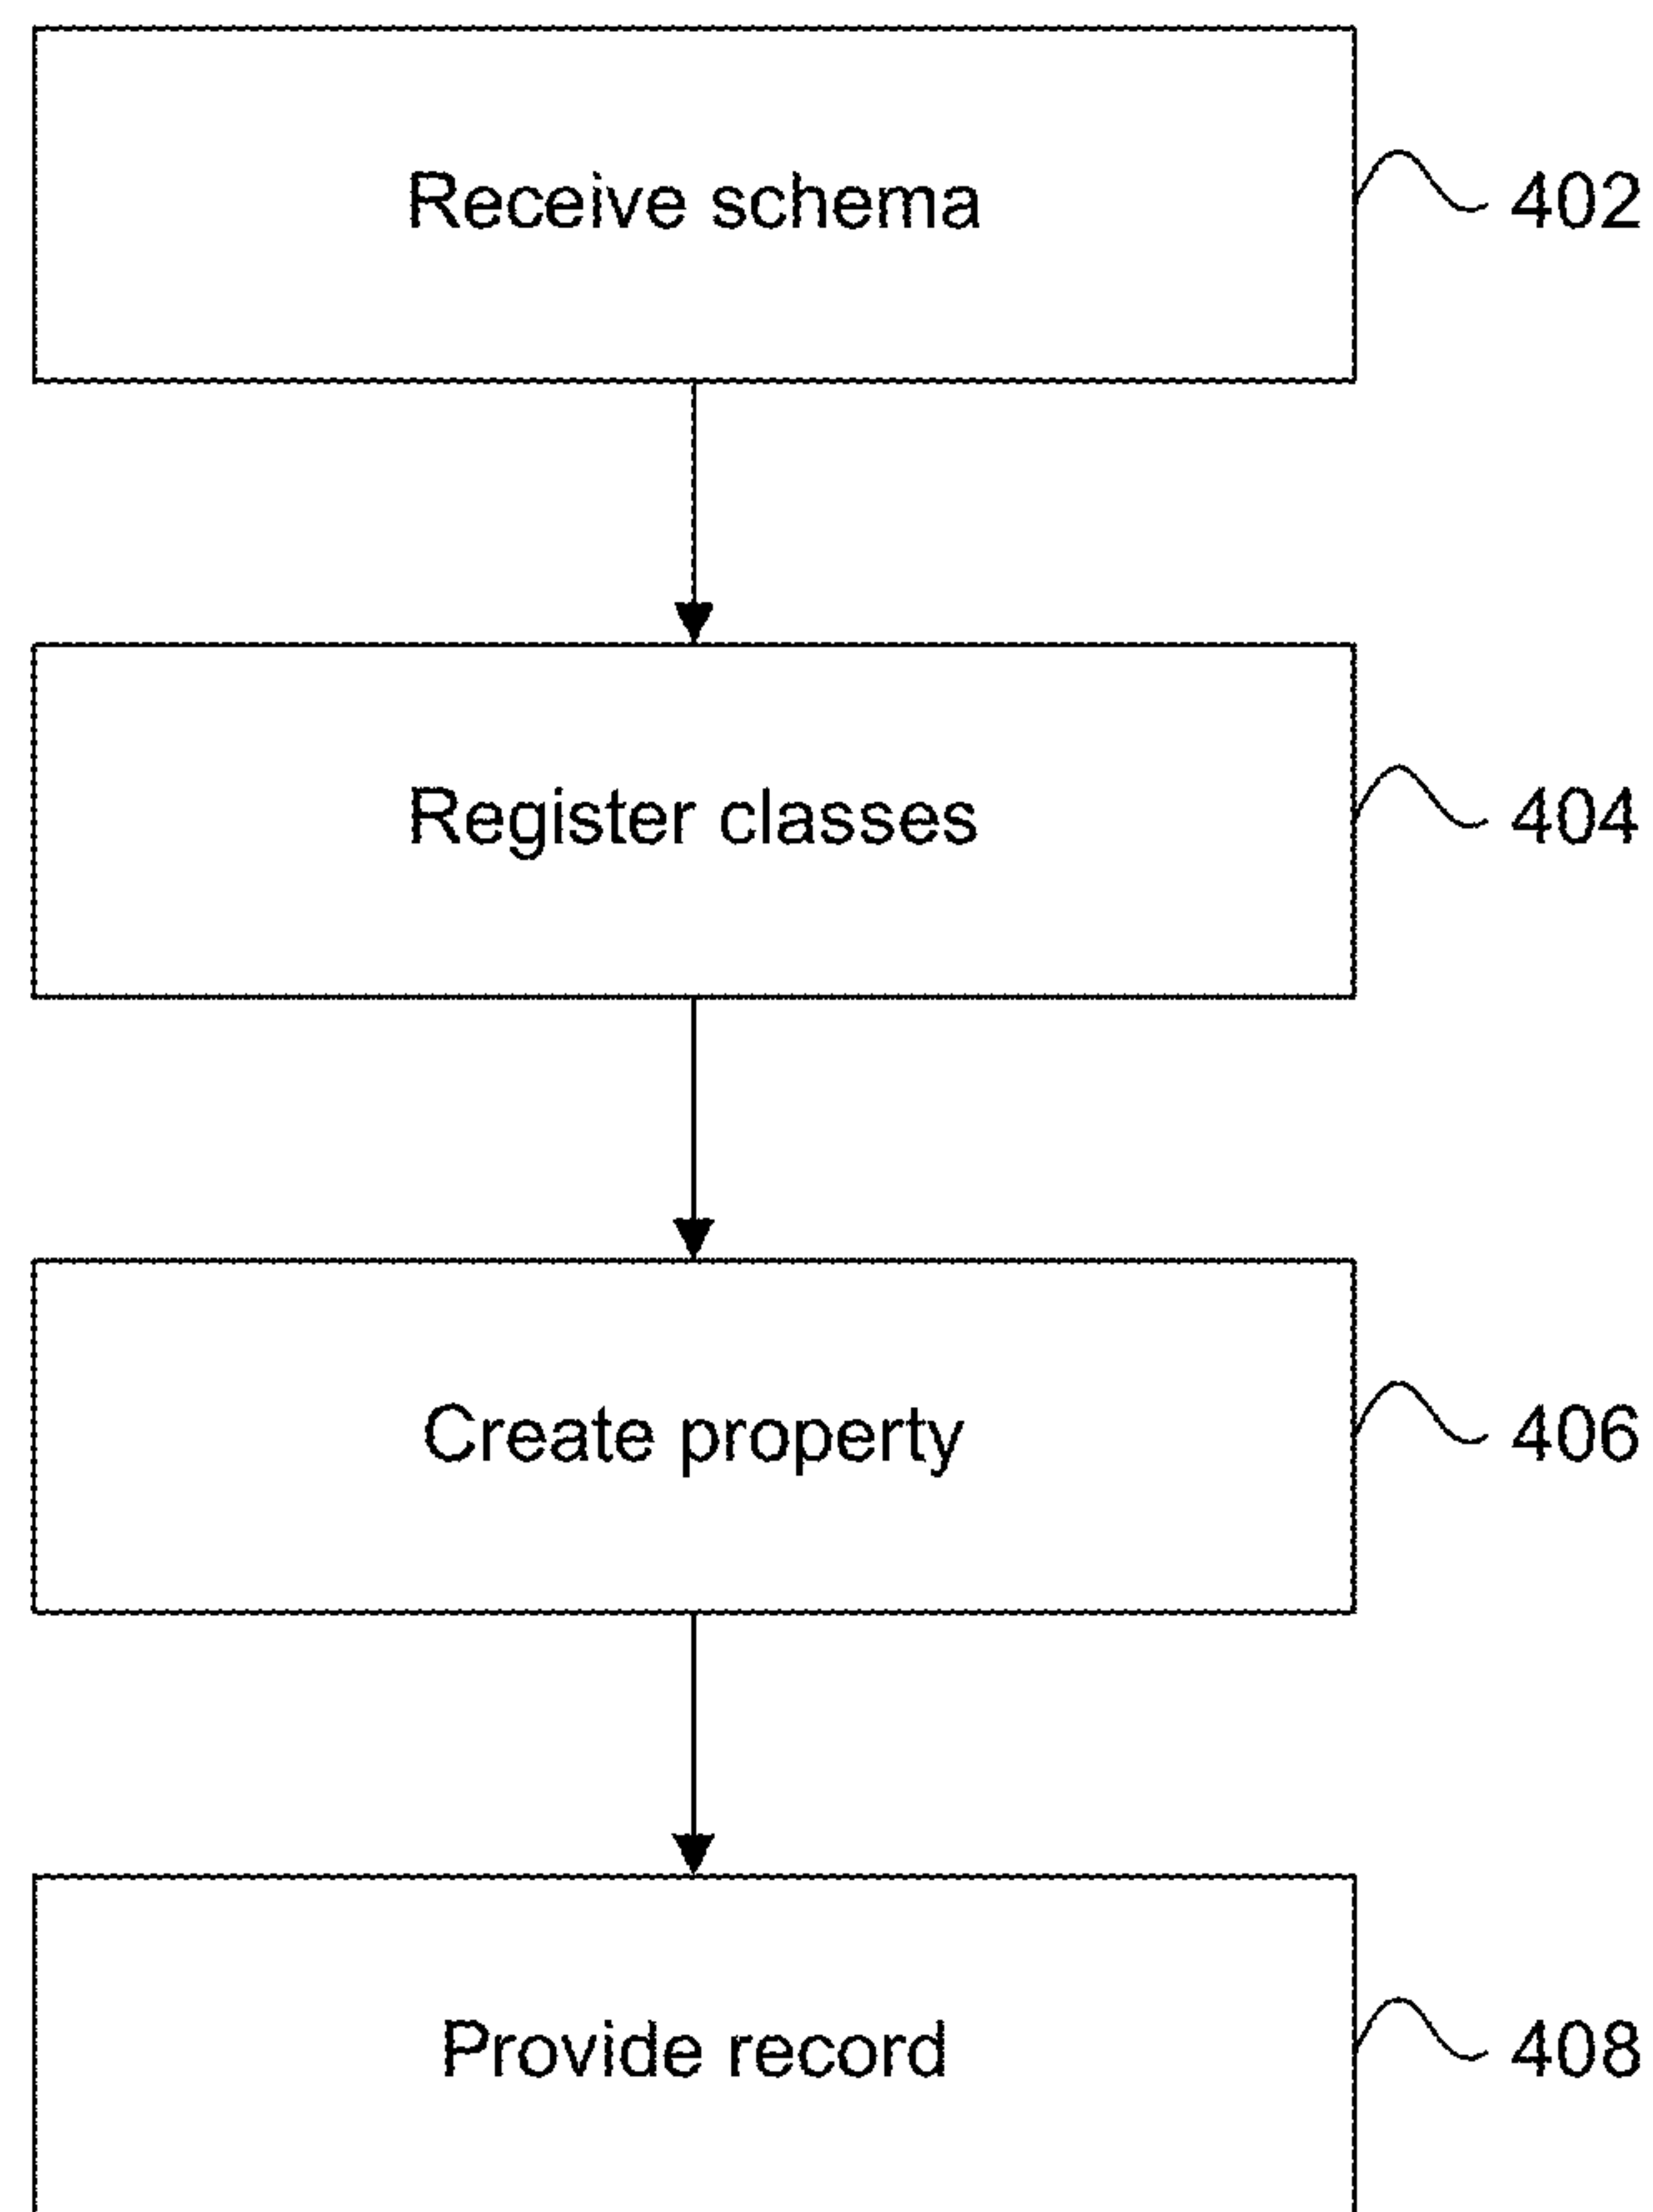 Receive schema
402
Register classes
404
Create property
406
Provide record
408